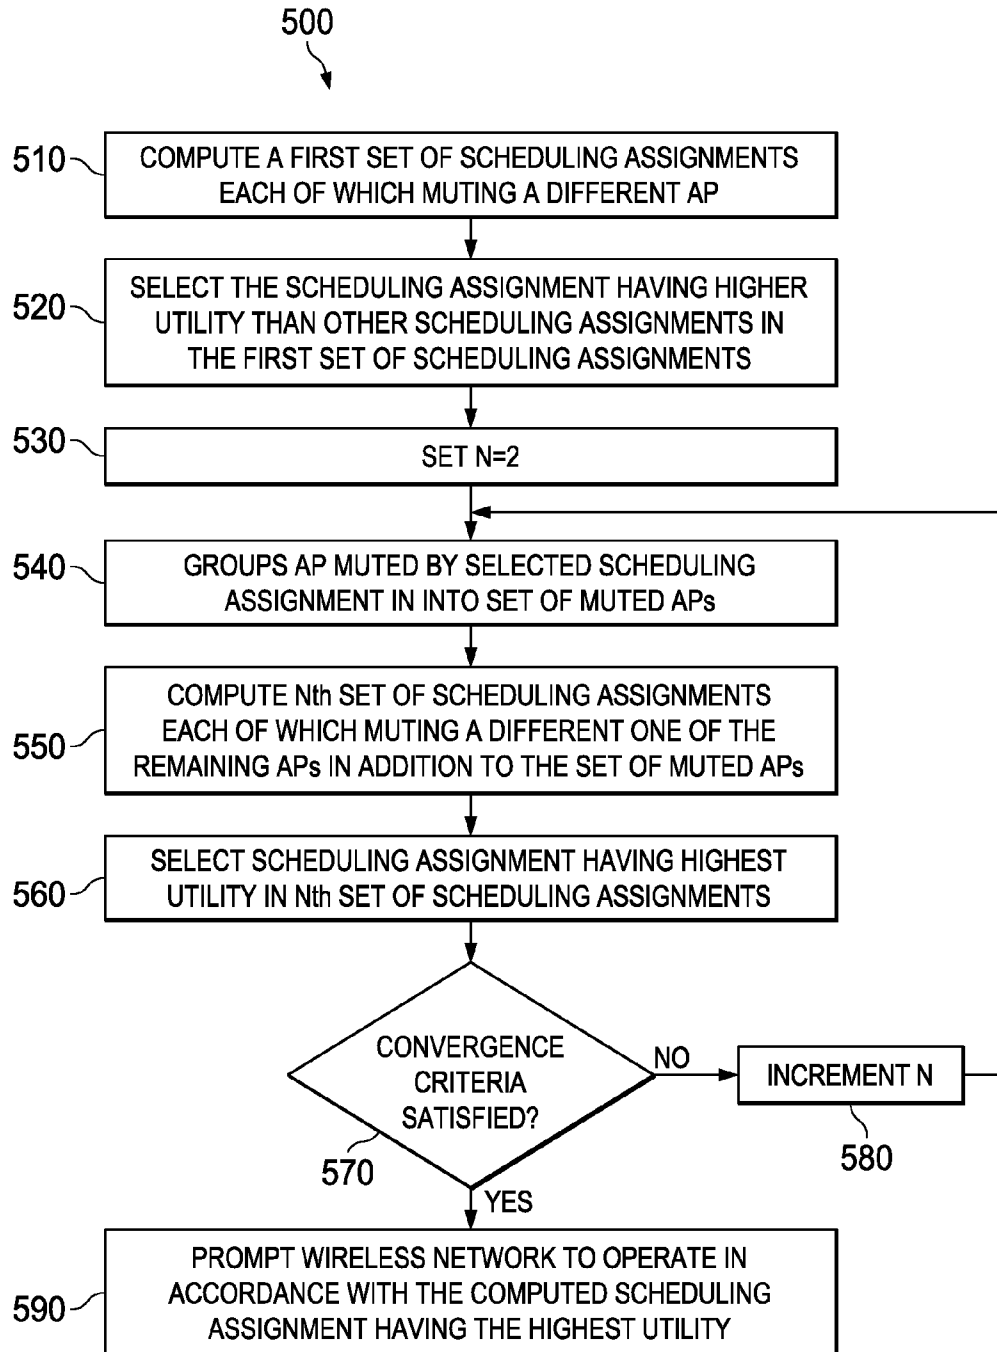 500
510
COMPUTE A FIRST SET OF SCHEDULING ASSIGNMENTS
EACH OF WHICH MUTING A DIFFERENT AP
520
SELECT THE SCHEDULING ASSIGNMENT HAVING HIGHER
UTILITY THAN OTHER SCHEDULING ASSIGNMENTS IN
THE FIRST SET OF SCHEDULING ASSIGNMENTS
530
SET N=2
540
GROUPS AP MUTED BY SELECTED SCHEDULING
ASSIGNMENT IN INTO SET OF MUTED APs
550
COMPUTE Nth SET OF SCHEDULING ASSIGNMENTS
EACH OF WHICH MUTING A DIFFERENT ONE OF THE
REMAINING APs IN ADDITION TO THE SET OF MUTED APs
560
SELECT SCHEDULING ASSIGNMENT HAVING HIGHEST
UTILITY IN Nth SET OF SCHEDULING ASSIGNMENTS
CONVERGENCE
CRITERIA
SATISFIED?
570
NO
INCREMENT N
580
YES
590
PROMPT WIRELESS NETWORK TO OPERATE IN
ACCORDANCE WITH THE COMPUTED SCHEDULING
ASSIGNMENT HAVING THE HIGHEST UTILITY